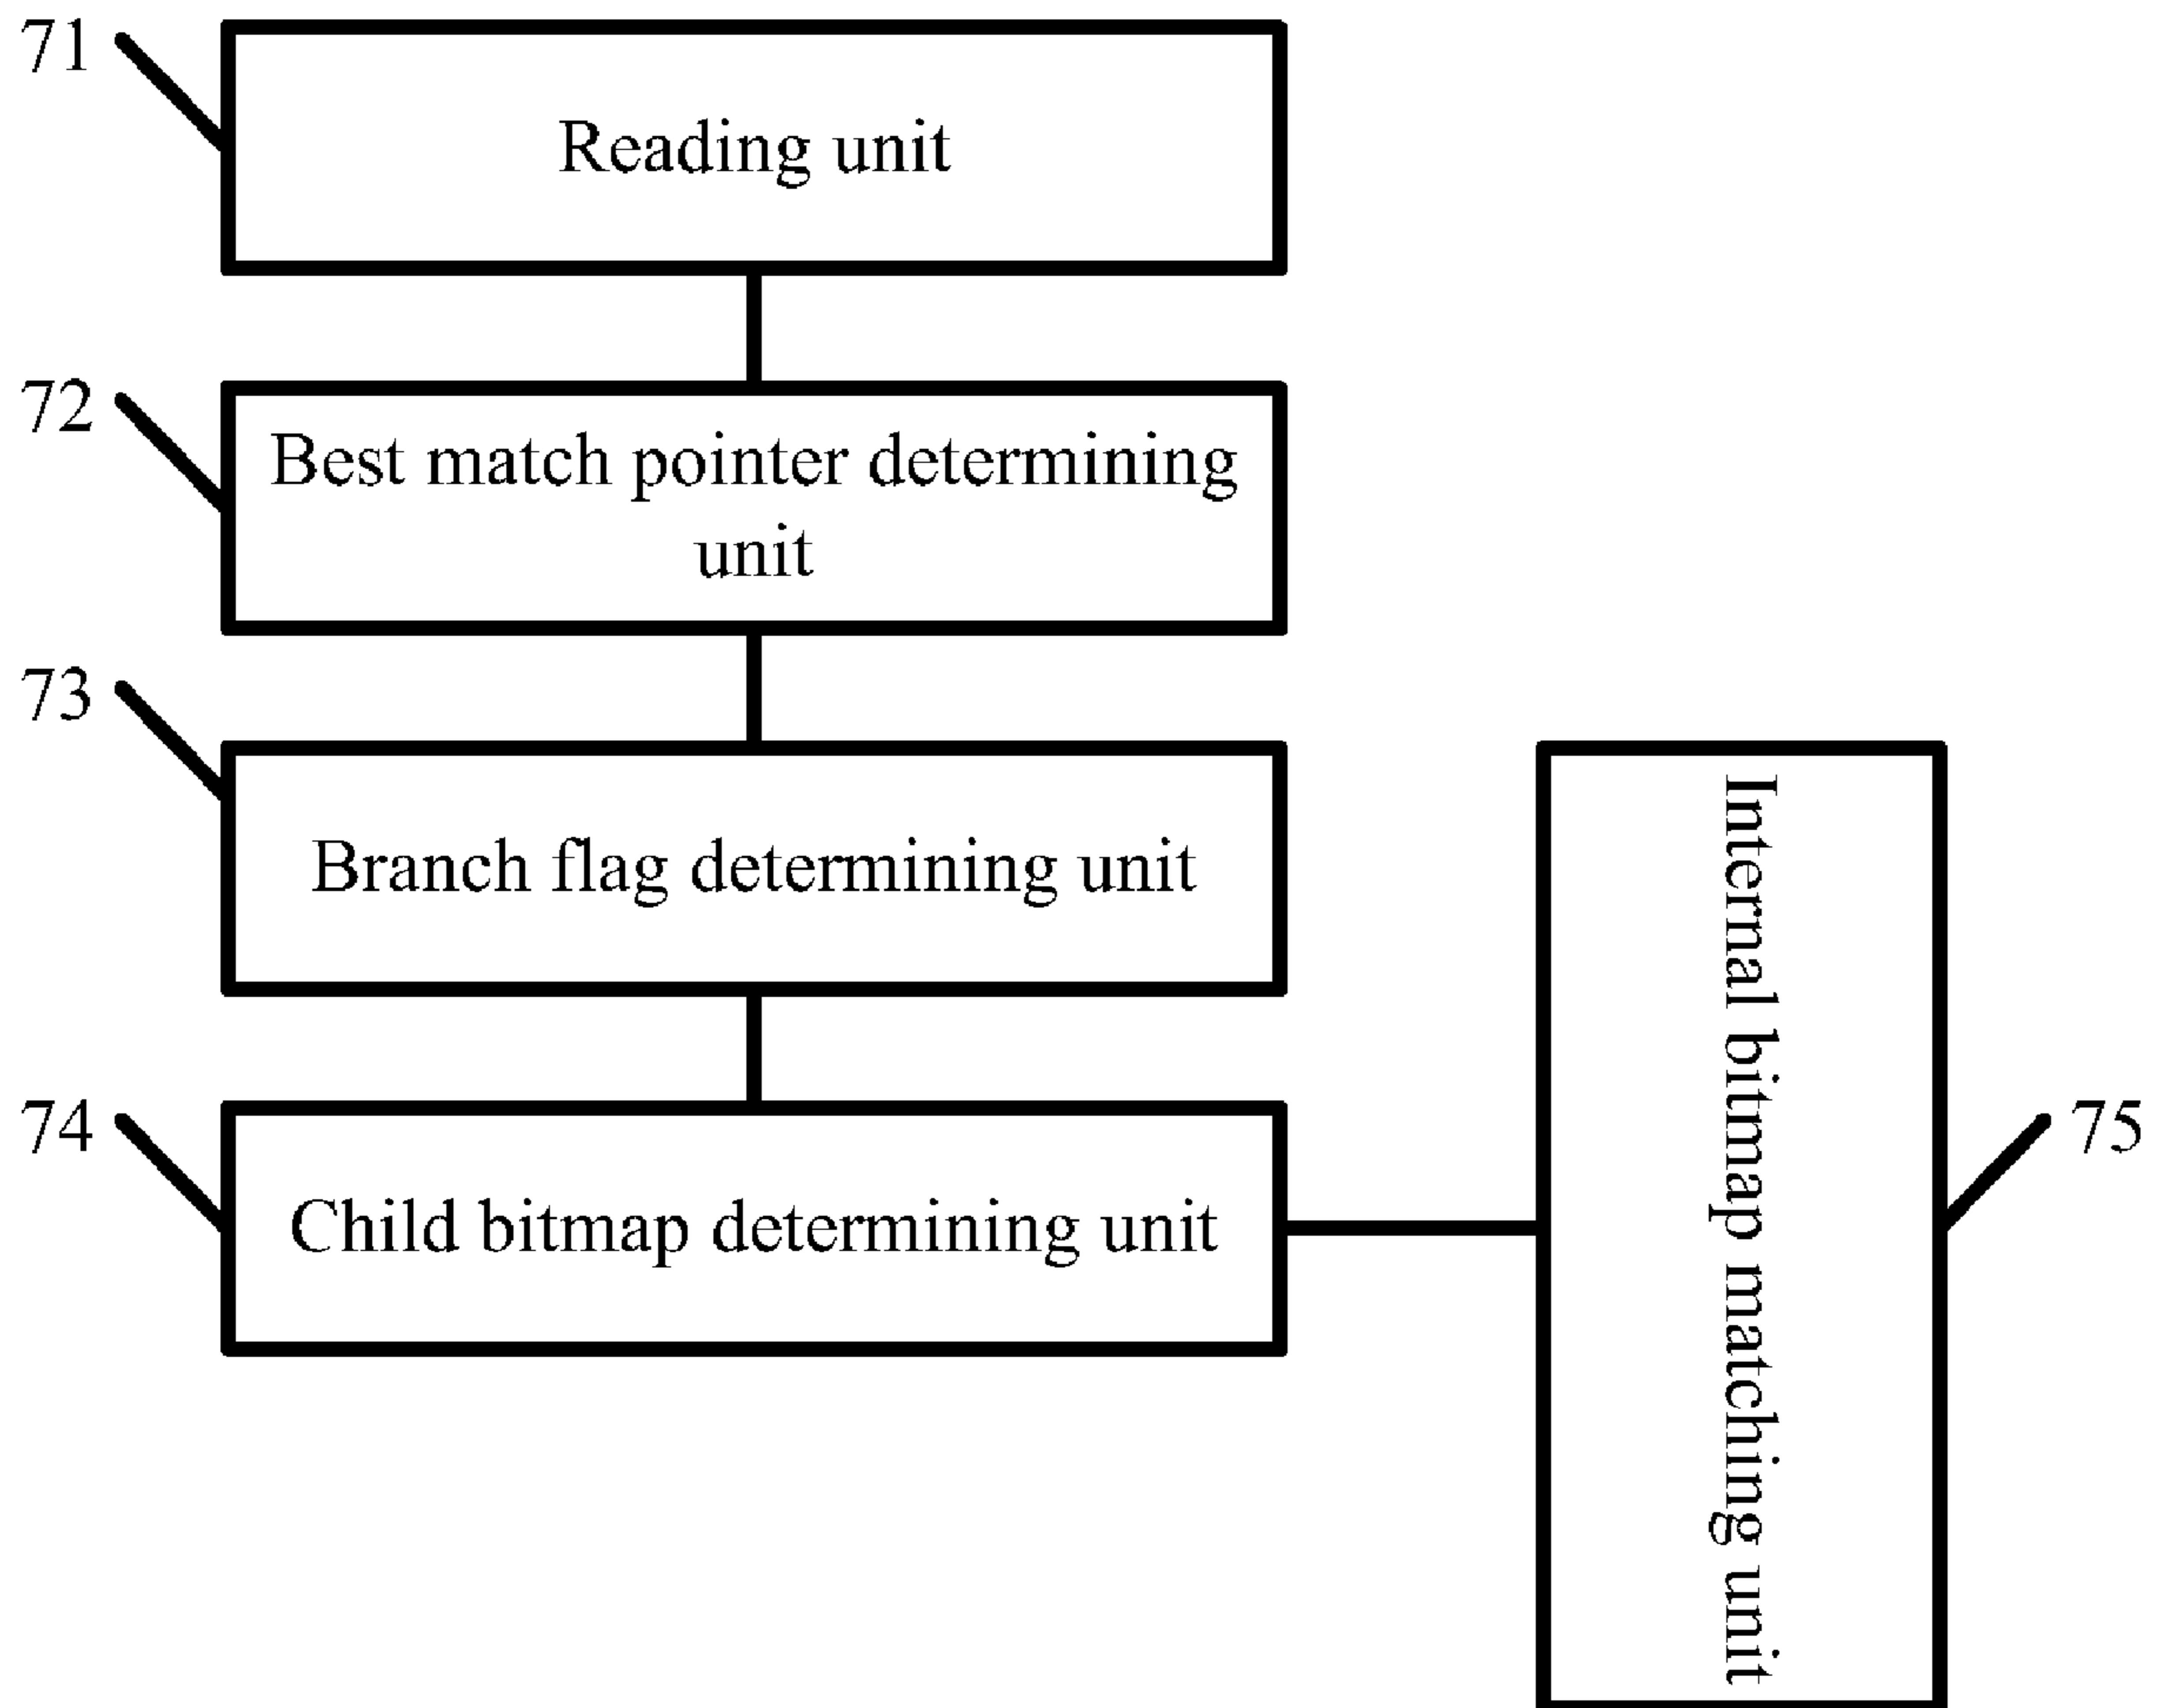 71
Reading unit
72
Best match pointer determining
unit
73
Branch flag determining unit
74
Child bitmap determining unit
Internal bitmap matching unit
75